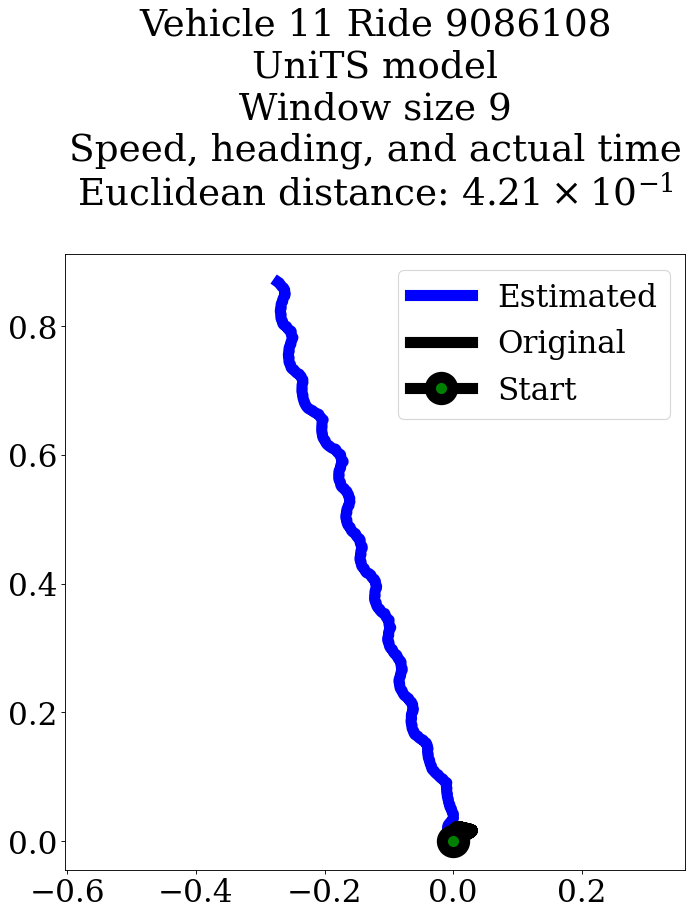 Vehicle 11 Ride 9086108
UniTS model
Window size 9
Speed, heading, and actual time
Euclidean distance: 4.21 × 10⁻¹
Estimated
Original
Start
0.8
0.6
0.4
0.2
0.0
−0.6 −0.4 −0.2 0.0 0.2